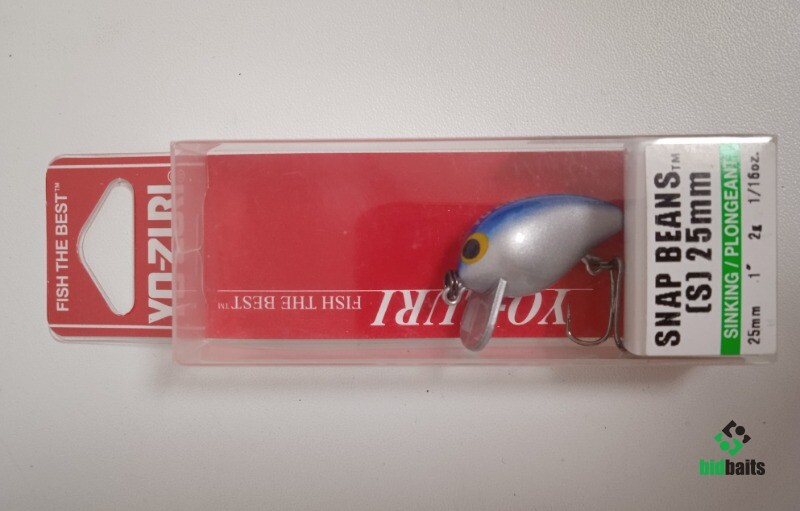 FISH THE BEST™
YO-ZURI®
YO-ZURI
FISH THE BEST™
SNAP BEANS™
(S) 25mm
SINKING / PLONGEANT
25mm 1" 2g 1/16oz.
bidbaits